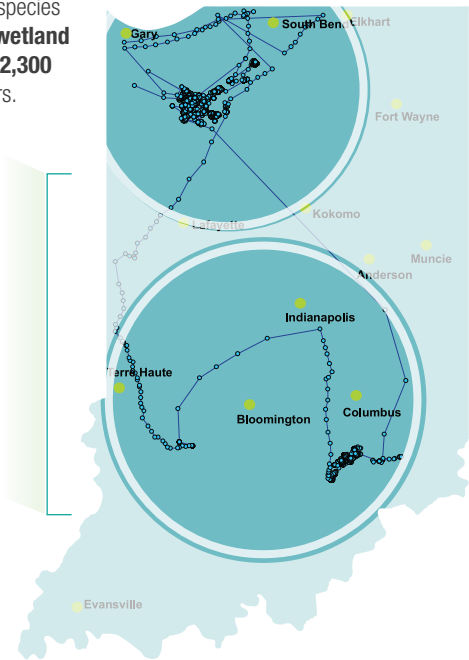 species
wetland
2,300
rs.
Gary
South Bend
Elkhart
Fort Wayne
Lafayette
Kokomo
Muncie
Anderson
Indianapolis
Terre Haute
Bloomington
Columbus
Evansville